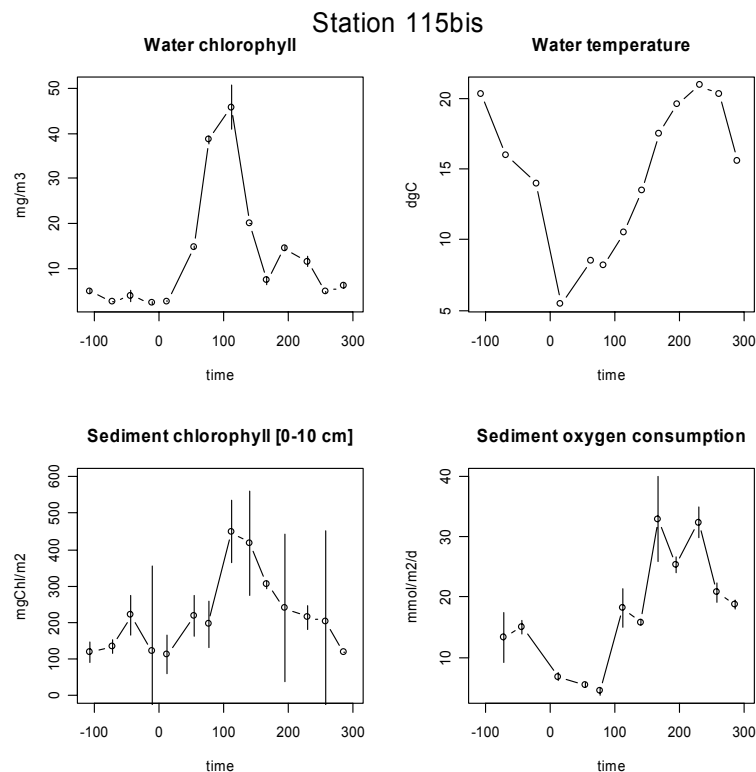 Station 115bis
Water chlorophyll
mg/m3
50
40
30
20
10
-100 0 100 200 300
time
Water temperature
dgC
20
15
10
5
-100 0 100 200 300
time
Sediment chlorophyll [0-10 cm]
mgChl/m2
600
500
400
300
200
100
0
-100 0 100 200 300
time
Sediment oxygen consumption
mmol/m2/d
40
30
20
10
-100 0 100 200 300
time